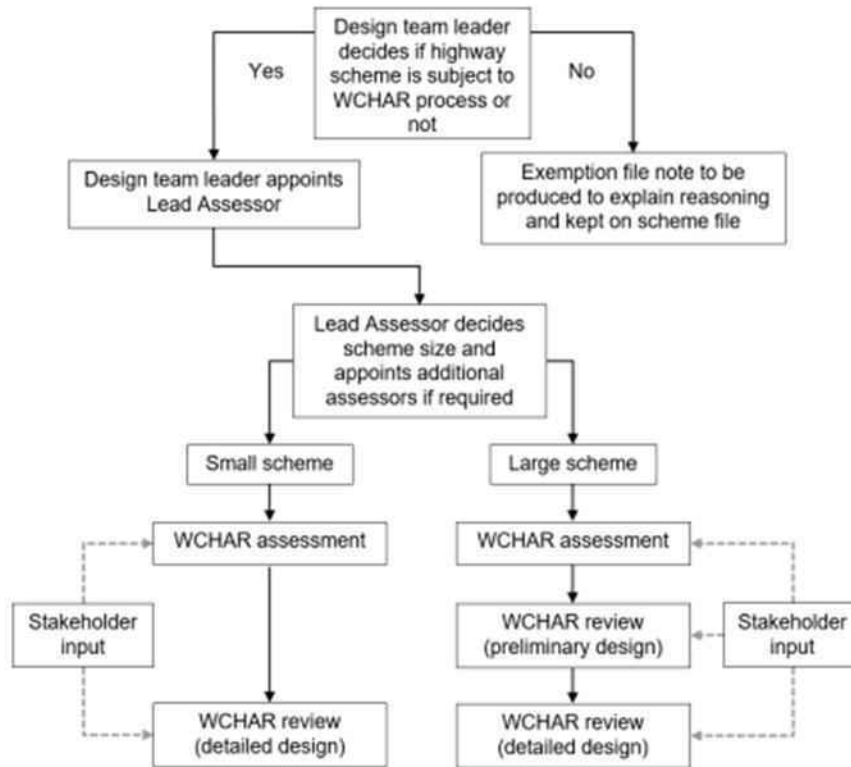 Design team leader
decides if highway
scheme is subject to
WCHAR process or
not
Yes
No
Design team leader appoints
Lead Assessor
Exemption file note to be
produced to explain reasoning
and kept on scheme file
Lead Assessor decides
scheme size and
appoints additional
assessors if required
Small scheme
Large scheme
WCHAR assessment
WCHAR assessment
Stakeholder
input
WCHAR review
(preliminary design)
Stakeholder
input
WCHAR review
(detailed design)
WCHAR review
(detailed design)